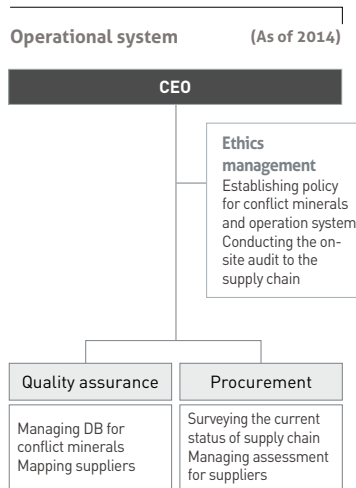 Operational system (As of 2014)
CEO
Ethics
management
Establishing policy
for conflict minerals
and operation system
Conducting the on-
site audit to the
supply chain
Quality assurance
Managing DB for
conflict minerals
Mapping suppliers
Procurement
Surveying the current
status of supply chain
Managing assessment
for suppliers